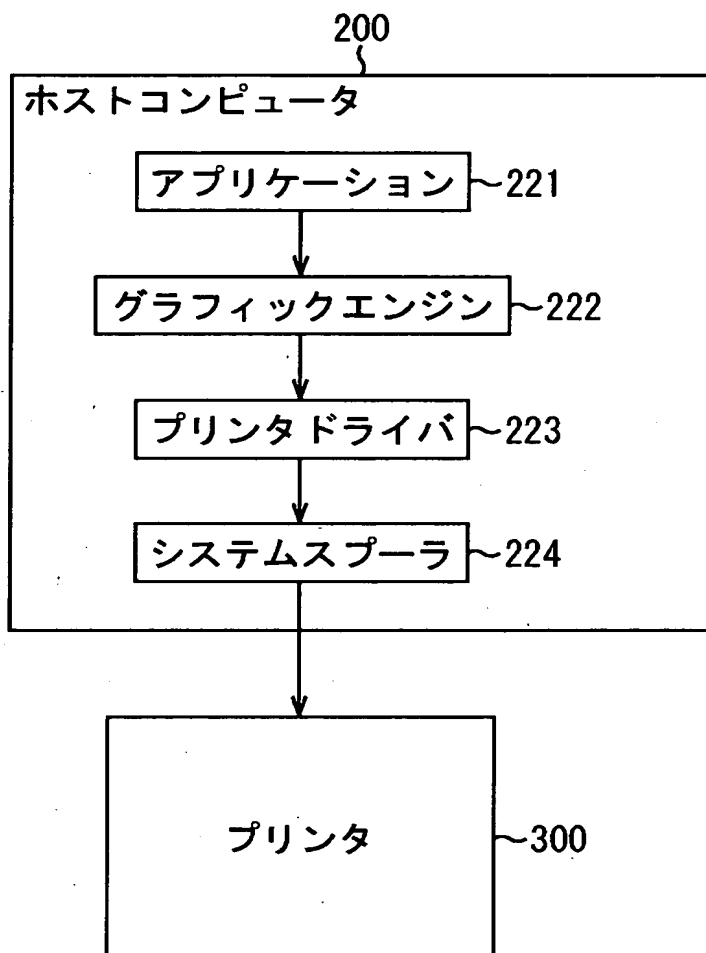 200
ホストコンピュータ
アプリケーション 221
グラフィックエンジン 222
プリンタドライバ 223
システムスプーラ 224
プリンタ 300